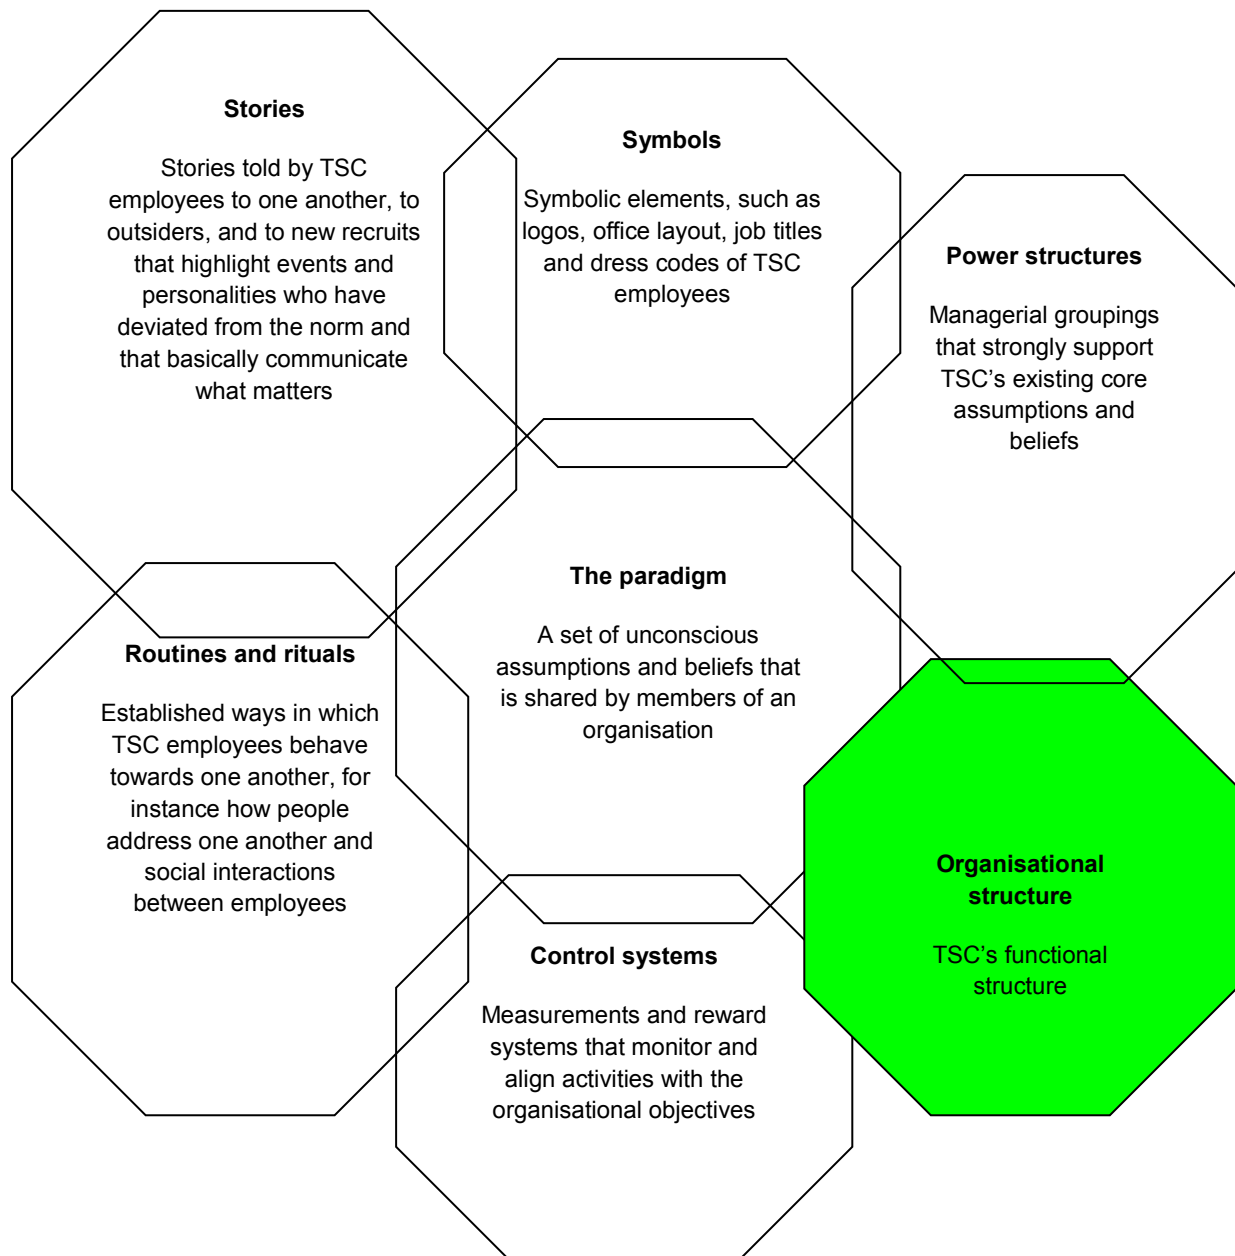 Stories
Stories told by TSC
employees to one another, to
outsiders, and to new recruits
that highlight events and
personalities who have
deviated from the norm and
that basically communicate
what matters
Symbols
Symbolic elements, such as
logos, office layout, job titles
and dress codes of TSC
employees
Power structures
Managerial groupings
that strongly support
TSC’s existing core
assumptions and
beliefs
The paradigm
A set of unconscious
assumptions and beliefs that
is shared by members of an
organisation
Routines and rituals
Established ways in which
TSC employees behave
towards one another, for
instance how people
address one another and
social interactions
between employees
Control systems
Measurements and reward
systems that monitor and
align activities with the
organisational objectives
Organisational
structure
TSC’s functional
structure